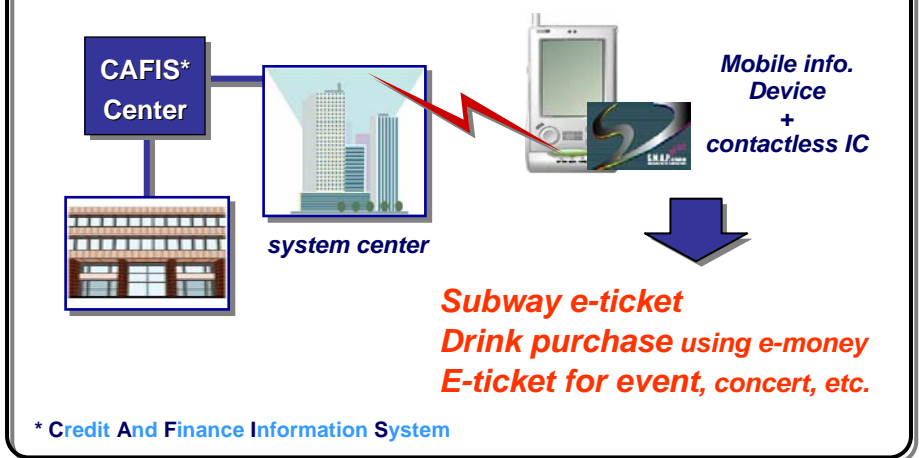 CAFIS*
Center
Mobile info.
Device
+
contactless IC
system center
Subway e-ticket
Drink purchase using e-money
E-ticket for event, concert, etc.
* Credit And Finance Information System